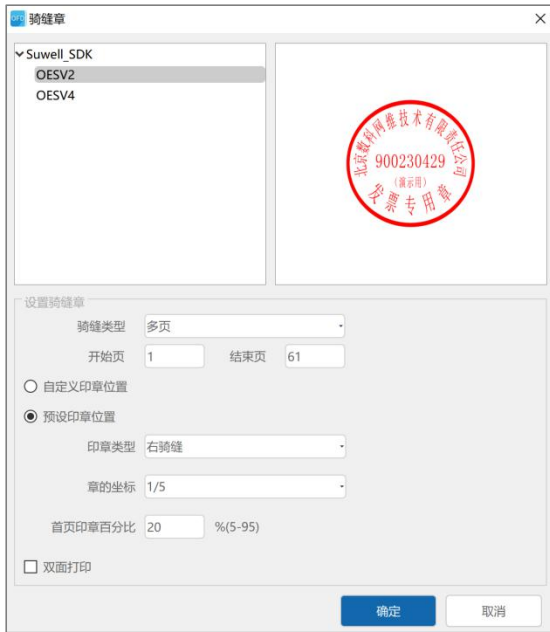 OFD 骑缝章
Suwell_SDK
OESV2
OESV4
北京数科网维技术有限责任公司
900230429
(演示用)
发票专用章
设置骑缝章
骑缝类型 多页
开始页 1 结束页 61
自定义印章位置
预设印章位置
印章类型 右骑缝
章的坐标 1/5
首页印章百分比 20 %(5-95)
双面打印
确定 取消